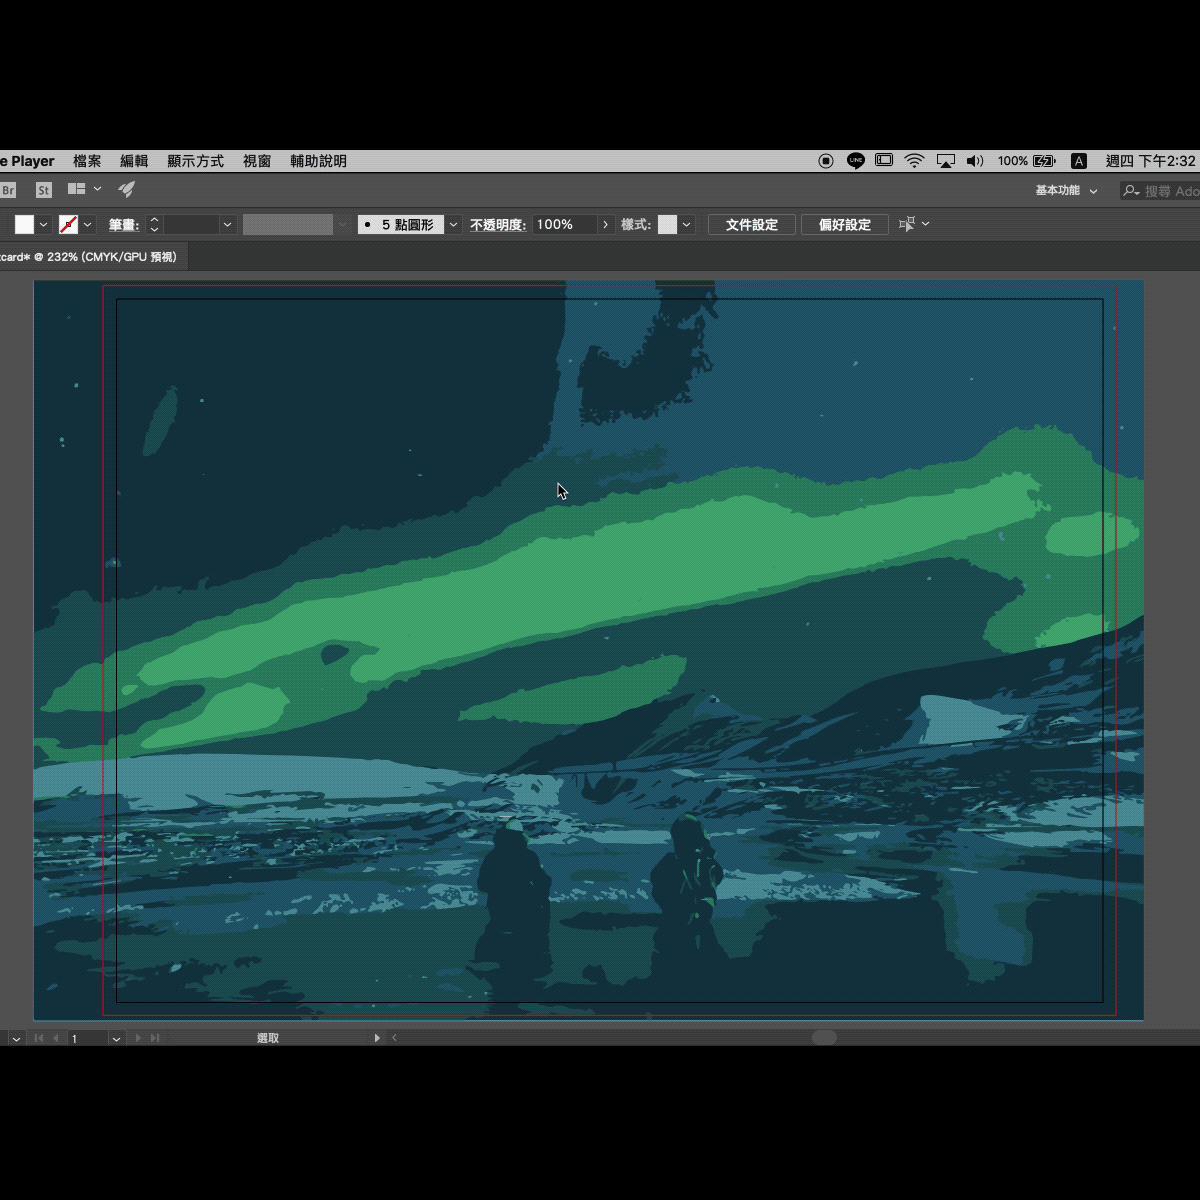 e Player 檔案 編輯 顯示方式 視窗 輔助說明 LINE 100% A 週四 下午2:32
Br St 基本功能 搜尋 Ado
筆畫: 5 點圓形 不透明度: 100% 樣式: 文件設定 偏好設定
card* @ 232% (CMYK/GPU 預視)
1 選取